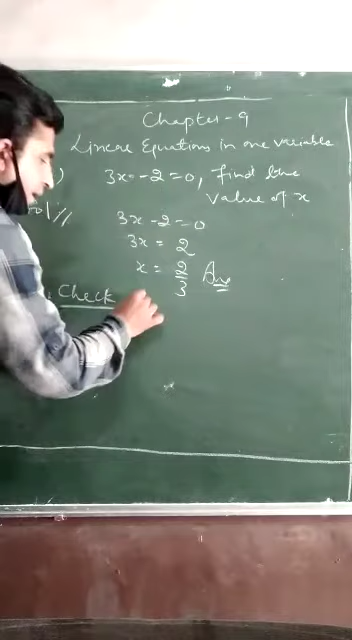 Chapter-9
Linear Equations in one variable
) 3x - 2 = 0, find the
value of x
Sol//
3x - 2 = 0
3x = 2
x = 2/3 Ans
Check